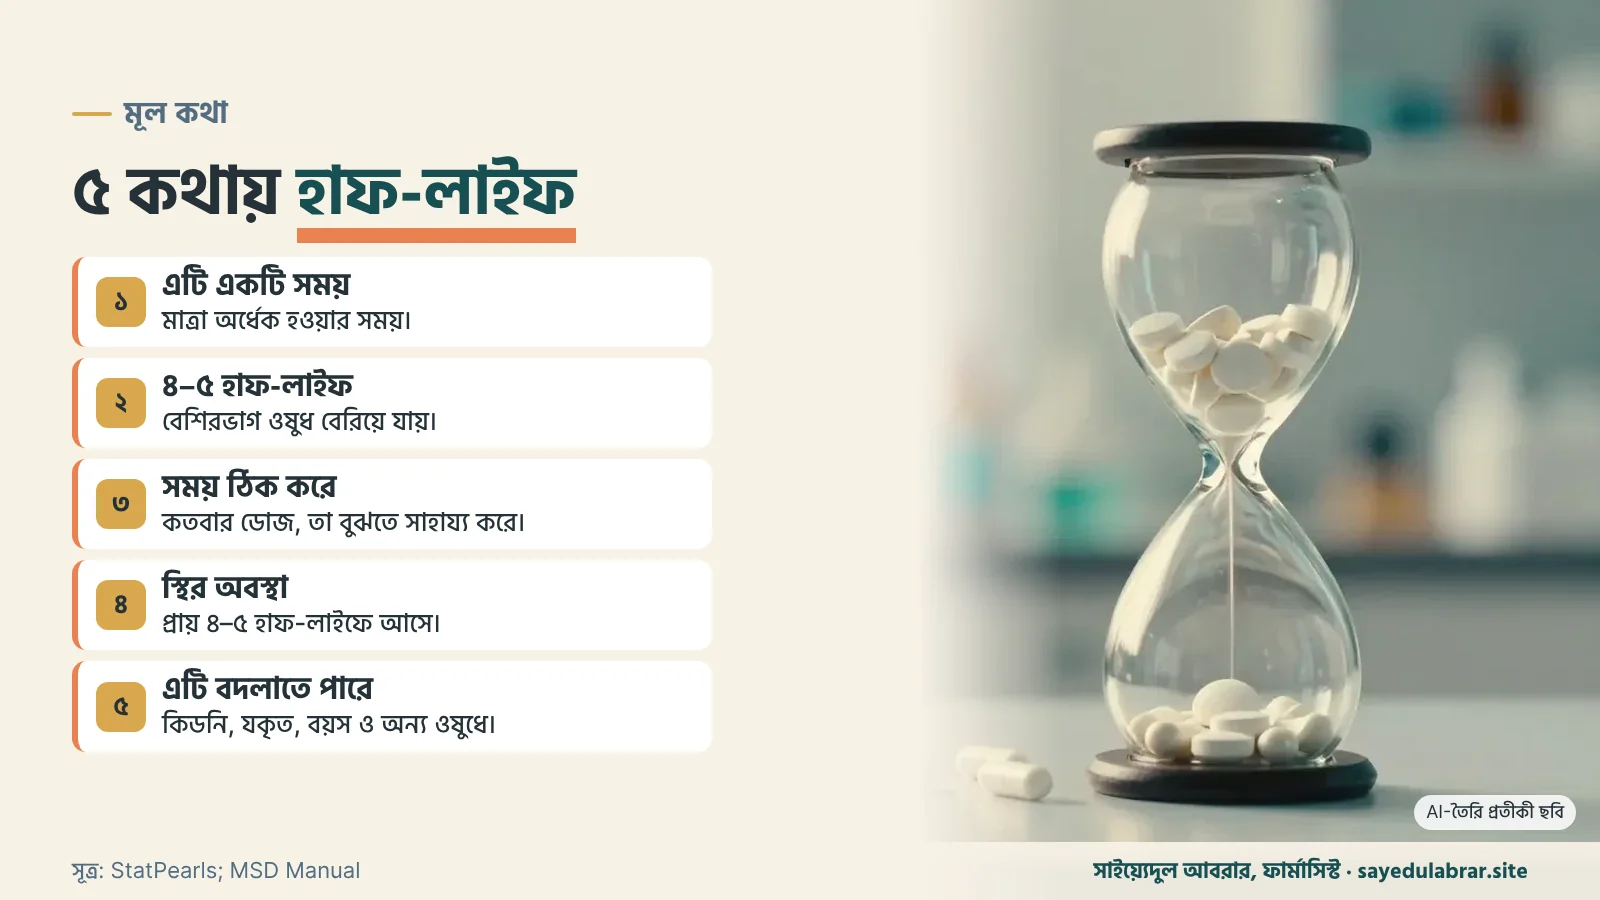 মূল কথা
৫ কথায় হাফ-লাইফ
১
এটি একটি সময়
মাত্রা অর্ধেক হওয়ার সময়।
২
৪–৫ হাফ-লাইফ
বেশিরভাগ ওষুধ বেরিয়ে যায়।
৩
সময় ঠিক করে
কতবার ডোজ, তা বুঝতে সাহায্য করে।
৪
স্থির অবস্থা
প্রায় ৪–৫ হাফ-লাইফে আসে।
৫
এটি বদলাতে পারে
কিডনি, যকৃত, বয়স ও অন্য ওষুধে।
AI-তৈরি প্রতীকী ছবি
সূত্র: StatPearls; MSD Manual
সাইয়্যেদুল আবরার, ফার্মাসিস্ট · sayedulabrar.site